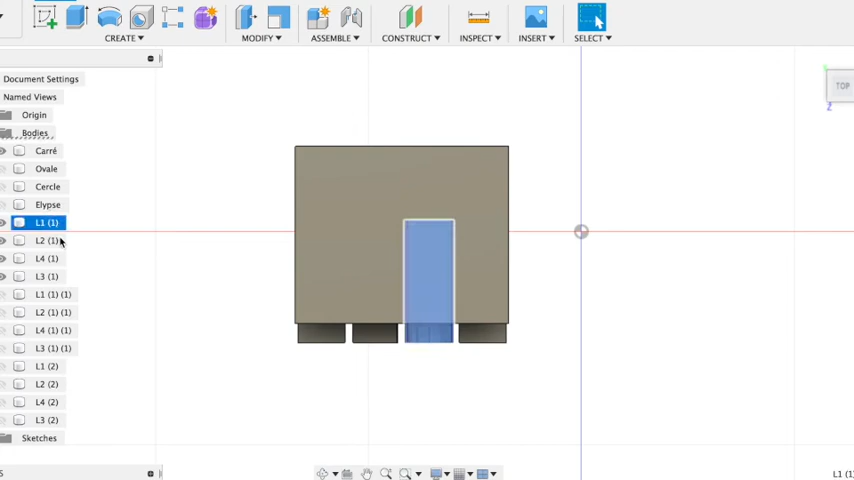 CREATE MODIFY ASSEMBLE CONSTRUCT INSPECT INSERT SELECT
Document Settings
Named Views
Origin
Bodies
Carré
Ovale
Cercle
Elypse
L1 (1)
L2 (1)
L4 (1)
L3 (1)
L1 (1) (1)
L2 (1) (1)
L4 (1) (1)
L3 (1) (1)
L1 (2)
L2 (2)
L4 (2)
L3 (2)
Sketches
TOP
Z
L1 (1)